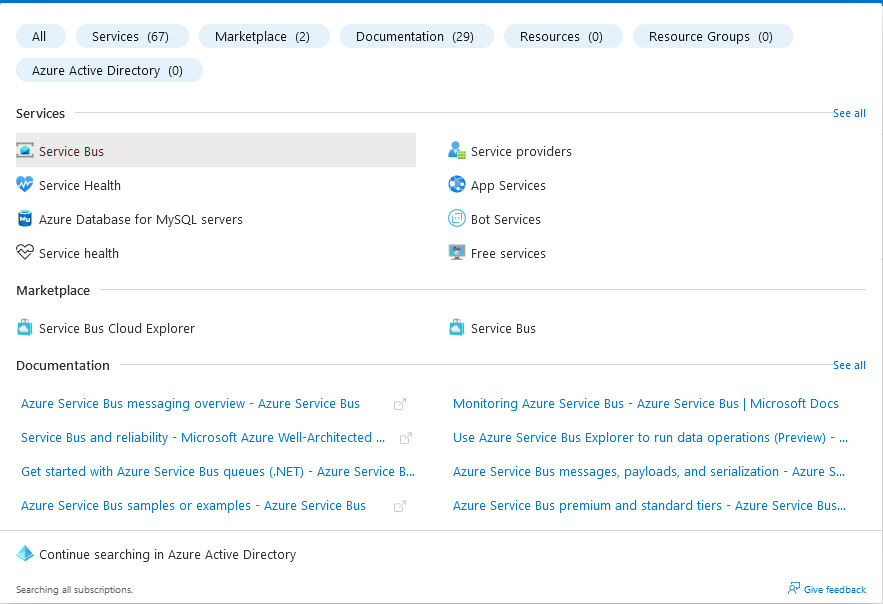 All Services (67) Marketplace (2) Documentation (29) Resources (0) Resource Groups (0)
Azure Active Directory (0)
Services See all
Service Bus Service providers
Service Health App Services
My Azure Database for MySQL servers Bot Services
Service health Free services
Marketplace
Service Bus Cloud Explorer Service Bus
Documentation See all
Azure Service Bus messaging overview - Azure Service Bus Monitoring Azure Service Bus - Azure Service Bus | Microsoft Docs
Service Bus and reliability - Microsoft Azure Well-Architected ... Use Azure Service Bus Explorer to run data operations (Preview) - ...
Get started with Azure Service Bus queues (.NET) - Azure Service B... Azure Service Bus messages, payloads, and serialization - Azure S...
Azure Service Bus samples or examples - Azure Service Bus Azure Service Bus premium and standard tiers - Azure Service Bus...
Continue searching in Azure Active Directory
Searching all subscriptions. Give feedback